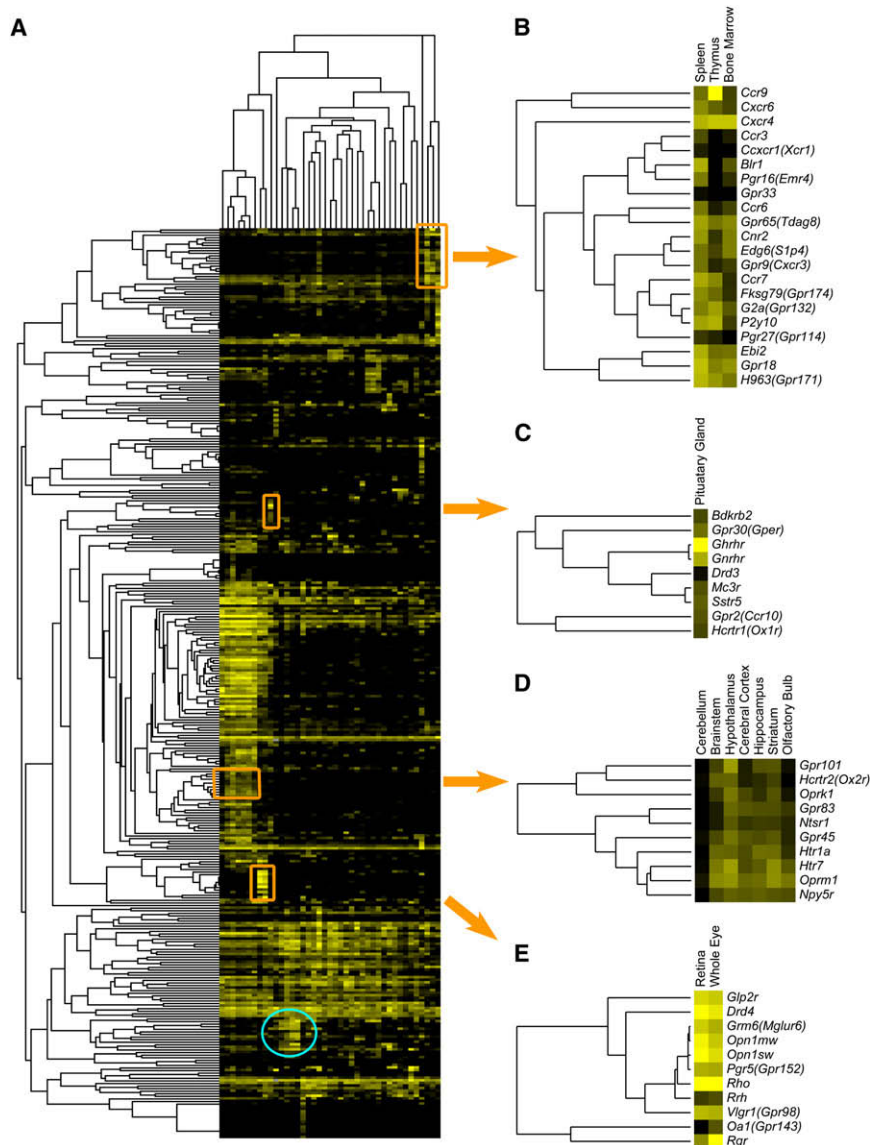 A
B
Spleen
Thymus
Bone Marrow
Ccr9
Cxcr6
Cxcr4
Ccr3
Ccxcr1(Xcr1)
Blr1
Pgr16(Emr4)
Gpr33
Ccr6
Gpr65(Tdag8)
Cnr2
Edg6(S1p4)
Gpr9(Cxcr3)
Ccr7
Fksg79(Gpr174)
G2a(Gpr132)
P2y10
Pgr27(Gpr114)
Ebi2
Gpr18
H963(Gpr171)
C
Pituatary Gland
Bdkrb2
Gpr30(Gper)
Ghrhr
Gnrhr
Drd3
Mc3r
Sstr5
Gpr2(Ccr10)
Hcrtr1(Ox1r)
D
Cerebellum
Brainstem
Hypothalamus
Cerebral Cortex
Hippocampus
Striatum
Olfactory Bulb
Gpr101
Hcrtr2(Ox2r)
Oprk1
Gpr83
Ntsr1
Gpr45
Htr1a
Htr7
Oprm1
Npy5r
E
Retina
Whole Eye
Glp2r
Drd4
Grm6(Mglur6)
Opn1mw
Opn1sw
Pgr5(Gpr152)
Rho
Rrh
Vlgr1(Gpr98)
Oa1(Gpr143)
Rgr